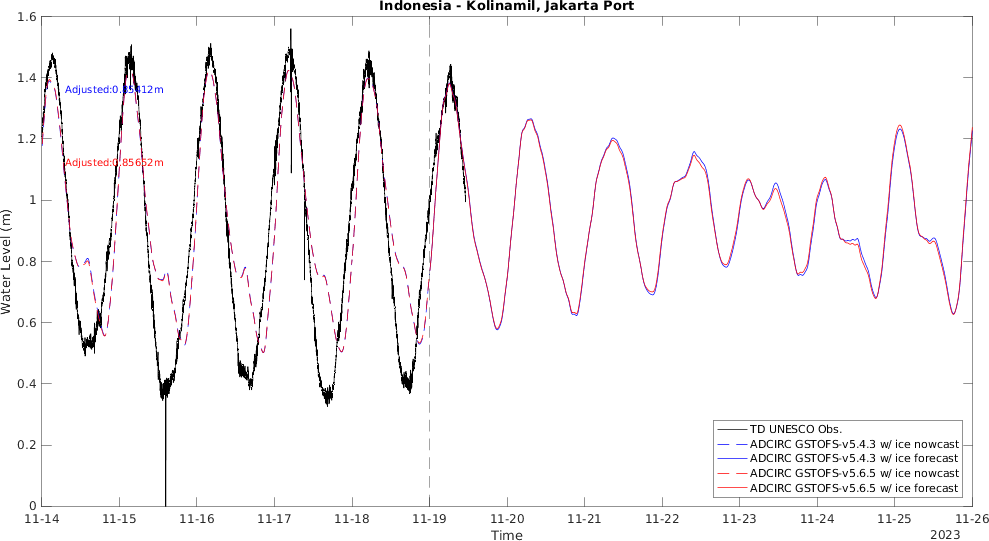 Indonesia - Kolinamil, Jakarta Port
1.6
1.4
1.2
1
0.8
0.6
0.4
0.2
0
Water Level (m)
Adjusted:0.85412m
Adjusted:0.85652m
TD UNESCO Obs.
ADCIRC GSTOFS-v5.4.3 w/ ice nowcast
ADCIRC GSTOFS-v5.4.3 w/ ice forecast
ADCIRC GSTOFS-v5.6.5 w/ ice nowcast
ADCIRC GSTOFS-v5.6.5 w/ ice forecast
11-14 11-15 11-16 11-17 11-18 11-19 11-20 11-21 11-22 11-23 11-24 11-25 11-26
Time
2023